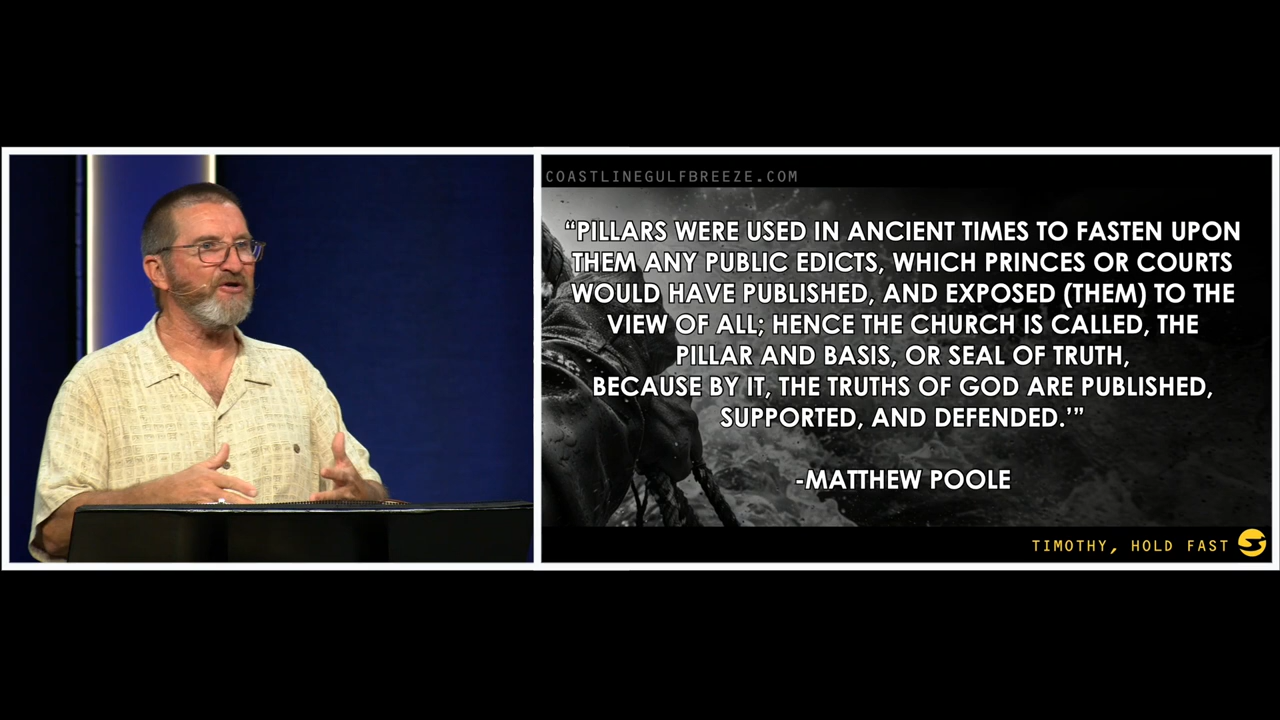 COASTLINEGULFBREEZE.COM
“PILLARS WERE USED IN ANCIENT TIMES TO FASTEN UPON
THEM ANY PUBLIC EDICTS, WHICH PRINCES OR COURTS
WOULD HAVE PUBLISHED, AND EXPOSED (THEM) TO THE
VIEW OF ALL; HENCE THE CHURCH IS CALLED, THE
PILLAR AND BASIS, OR SEAL OF TRUTH,
BECAUSE BY IT, THE TRUTHS OF GOD ARE PUBLISHED,
SUPPORTED, AND DEFENDED.’”
-MATTHEW POOLE
TIMOTHY, HOLD FAST